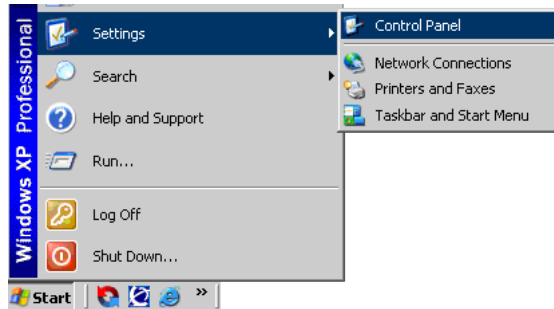 Windows XP Professional
Settings
Search
Help and Support
Run...
Log Off
Shut Down...
Start
»
Control Panel
Network Connections
Printers and Faxes
Taskbar and Start Menu